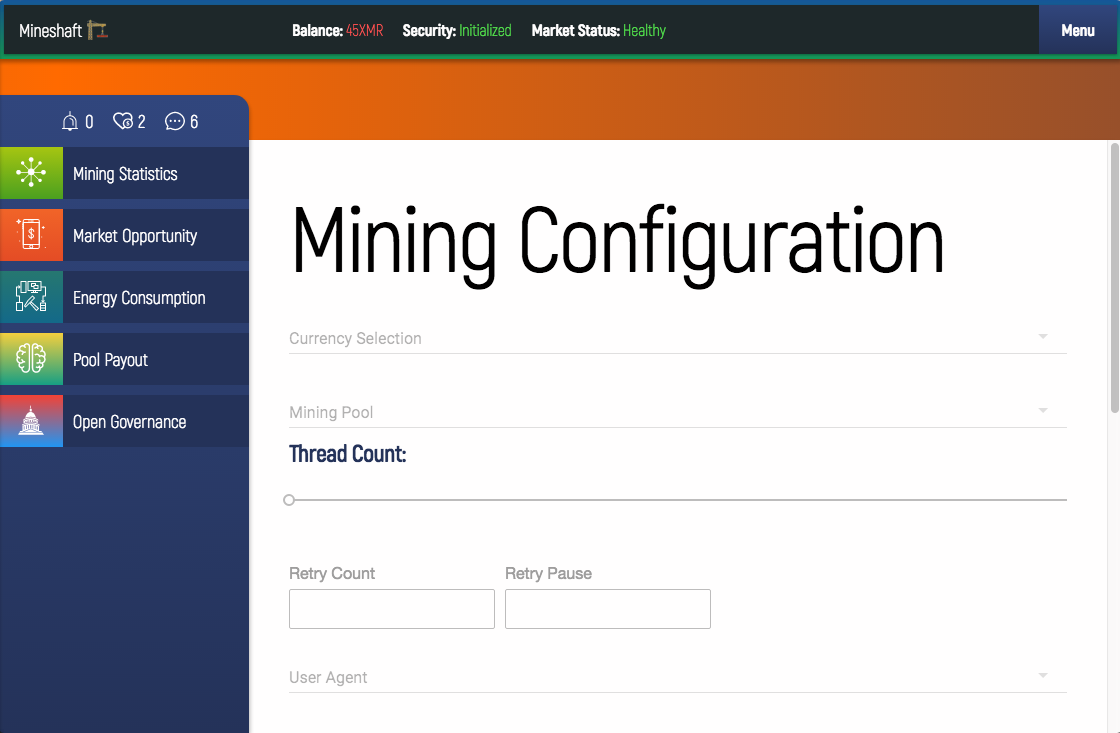 Mineshaft
Balance: 45XMR Security: Initialized Market Status: Healthy
Menu
0 2 6
Mining Statistics
Market Opportunity
Energy Consumption
Pool Payout
Open Governance
Mining Configuration
Currency Selection
Mining Pool
Thread Count:
Retry Count Retry Pause
User Agent